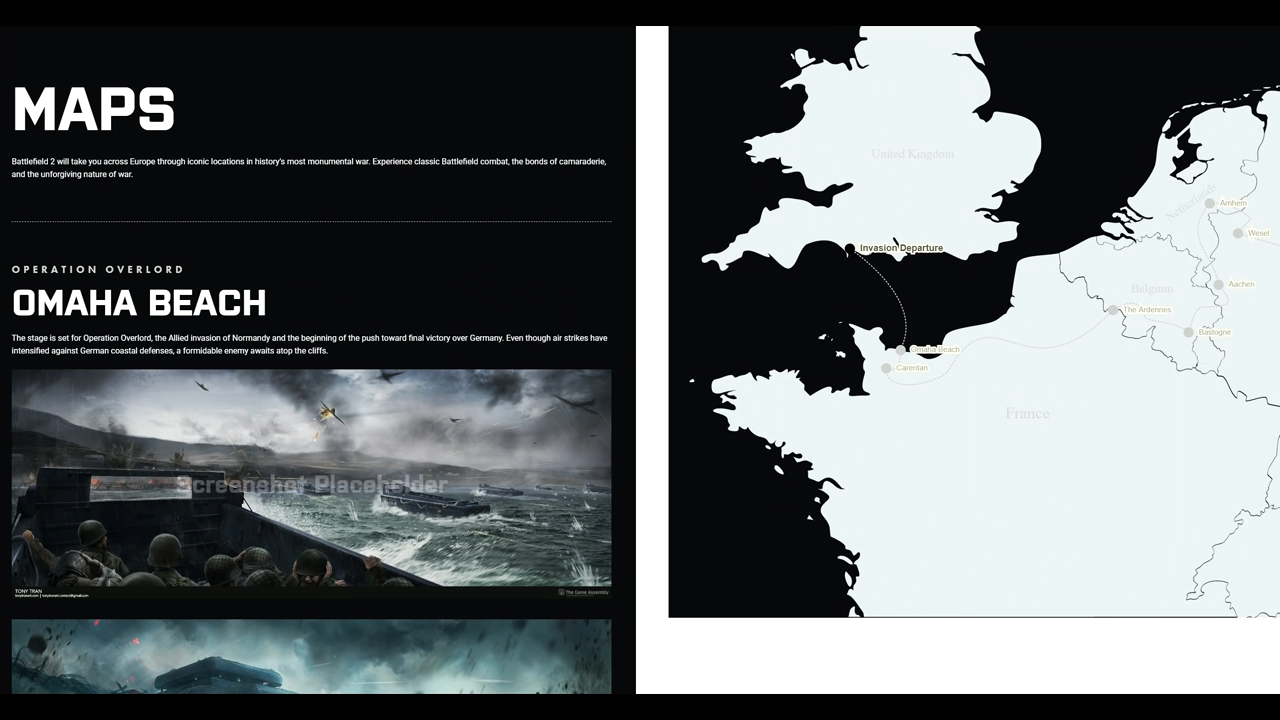 MAPS
Battlefield 2 will take you across Europe through iconic locations in history's most monumental war. Experience classic Battlefield combat, the bonds of camaraderie,
and the unforgiving nature of war.
OPERATION OVERLORD
OMAHA BEACH
The stage is set for Operation Overlord, the Allied invasion of Normandy and the beginning of the push toward final victory over Germany. Even though air strikes have
intensified against German coastal defenses, a formidable enemy awaits atop the cliffs.
Screenshot Placeholder
TONY TRAN
The Game Assembly
United Kingdom
Netherlands
Arnhem
Wesel
Invasion Departure
Aachen
Belgium
The Ardennes
Bastogne
Omaha Beach
Carentan
France